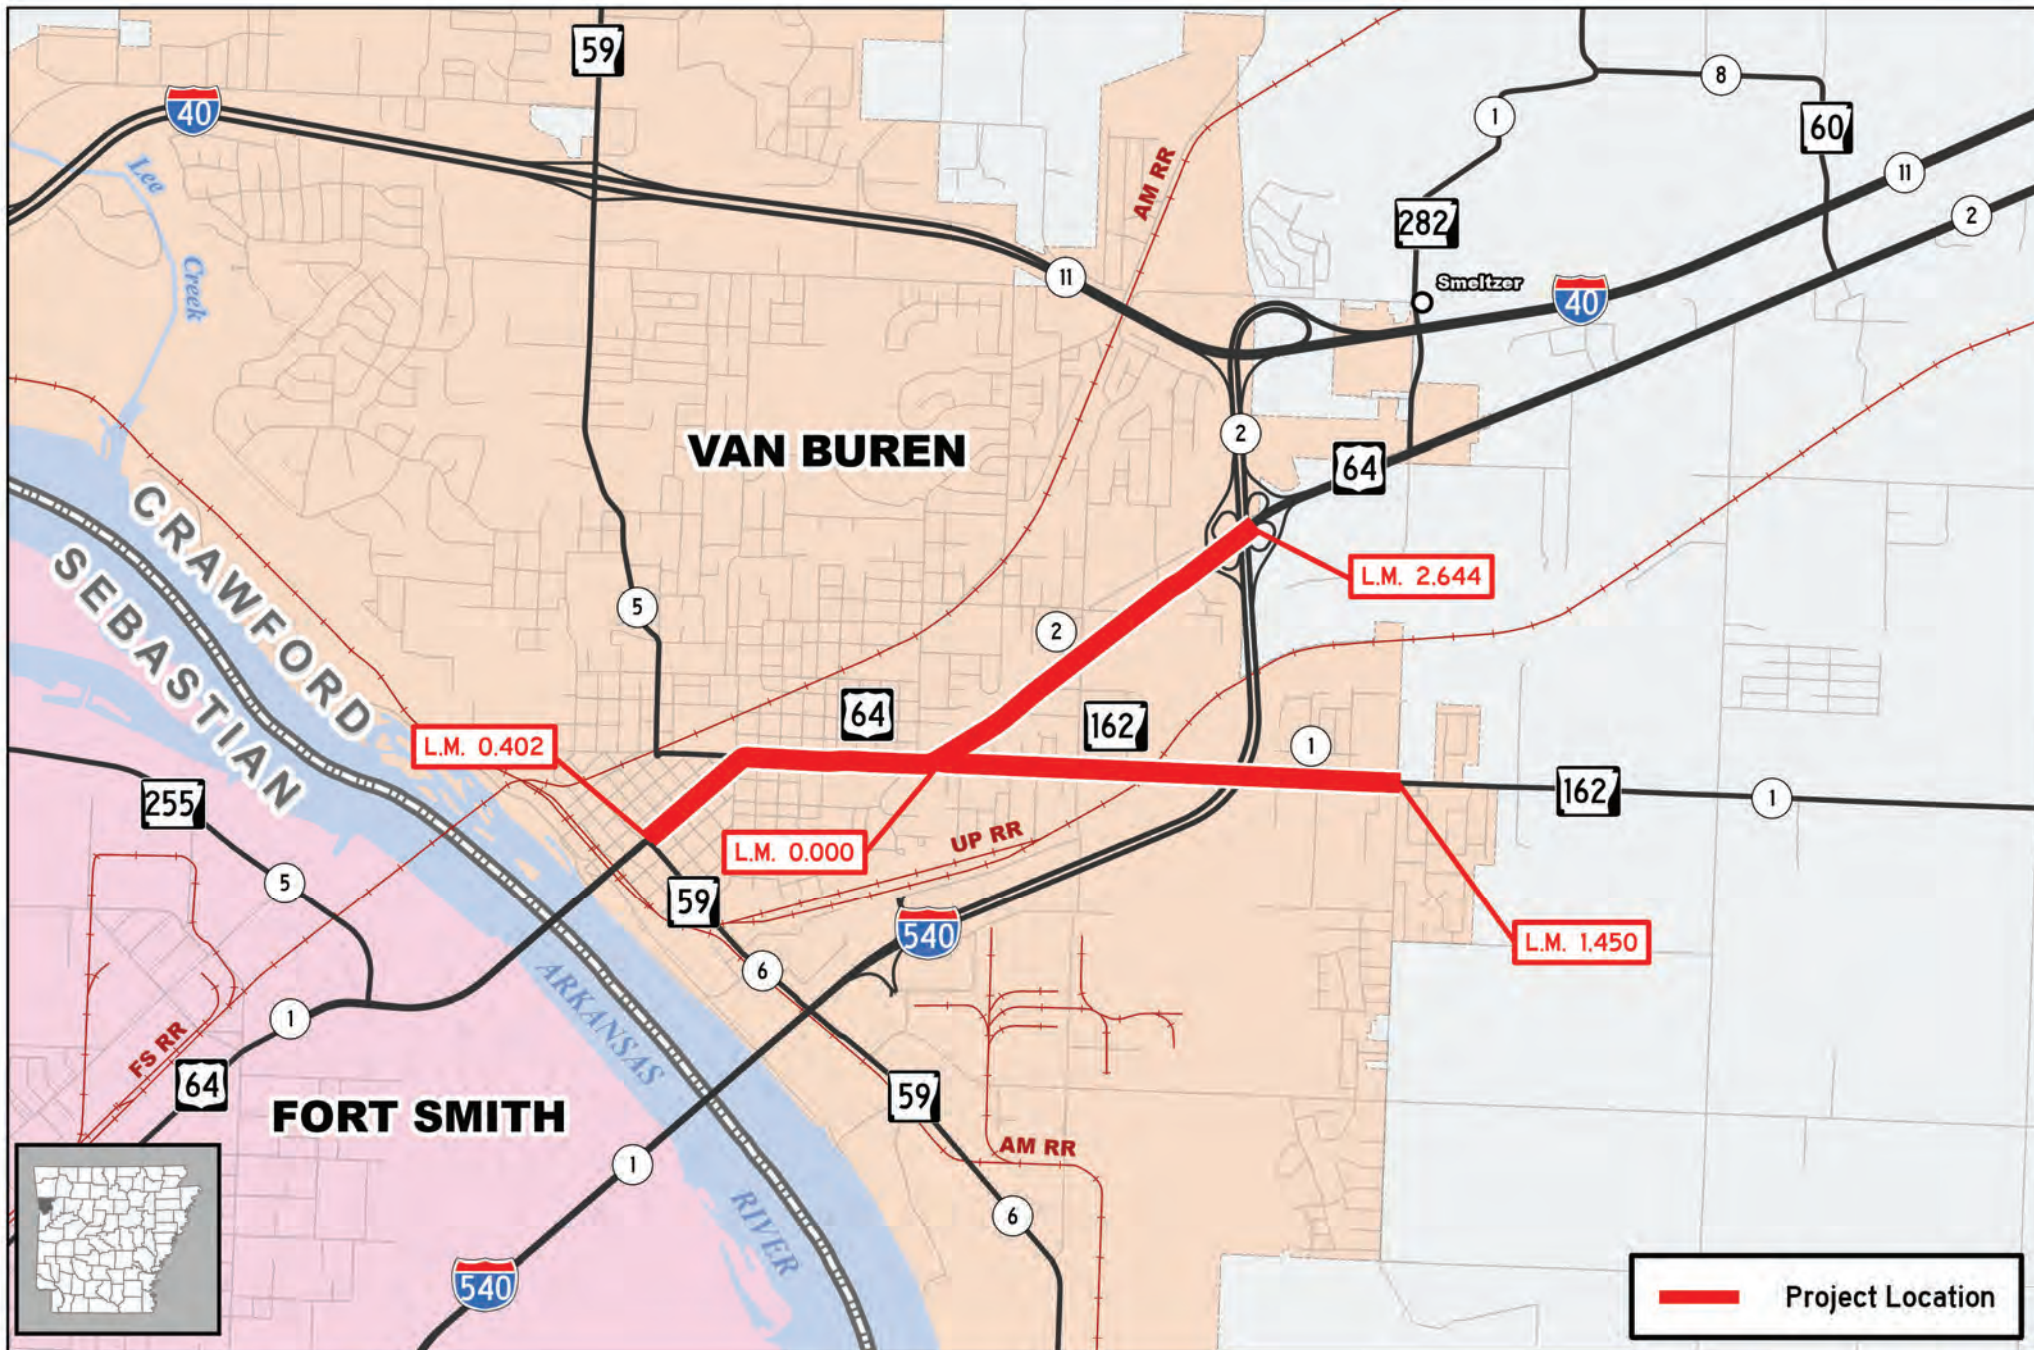 59
8
40
1
60
11
Lee
AM RR
2
282
Creek
11
Smeltzer
40
2
VAN BUREN
64
CRAWFORD
SEBASTIAN
L.M. 2.644
5
2
64
162
1
L.M. 0.402
255
162
1
L.M. 0.000
UP RR
5
59
540
L.M. 1.450
6
ARKANSAS
RIVER
1
FS RR
64
59
FORT SMITH
AM RR
1
6
540
Project Location